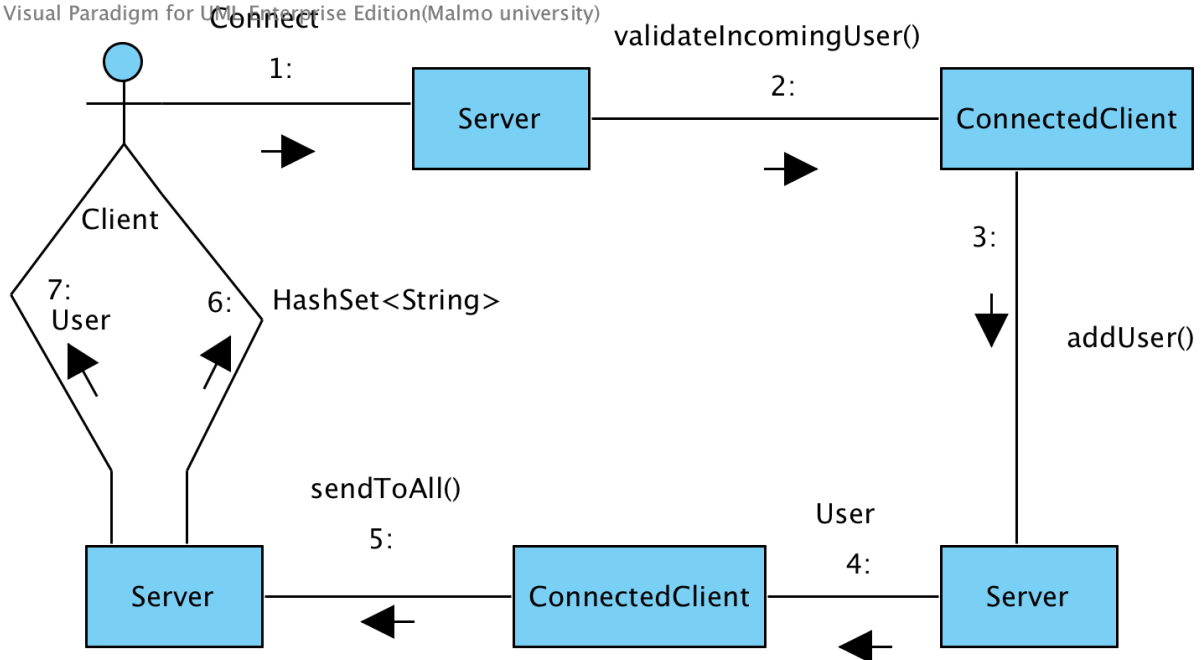 Visual Paradigm for UML Enterprise Edition(Malmo university)
Connect
1:
Server
validateIncomingUser()
2:
ConnectedClient
Client
3:
addUser()
7:
User
6:
HashSet<String>
sendToAll()
5:
User
4:
Server
ConnectedClient
Server